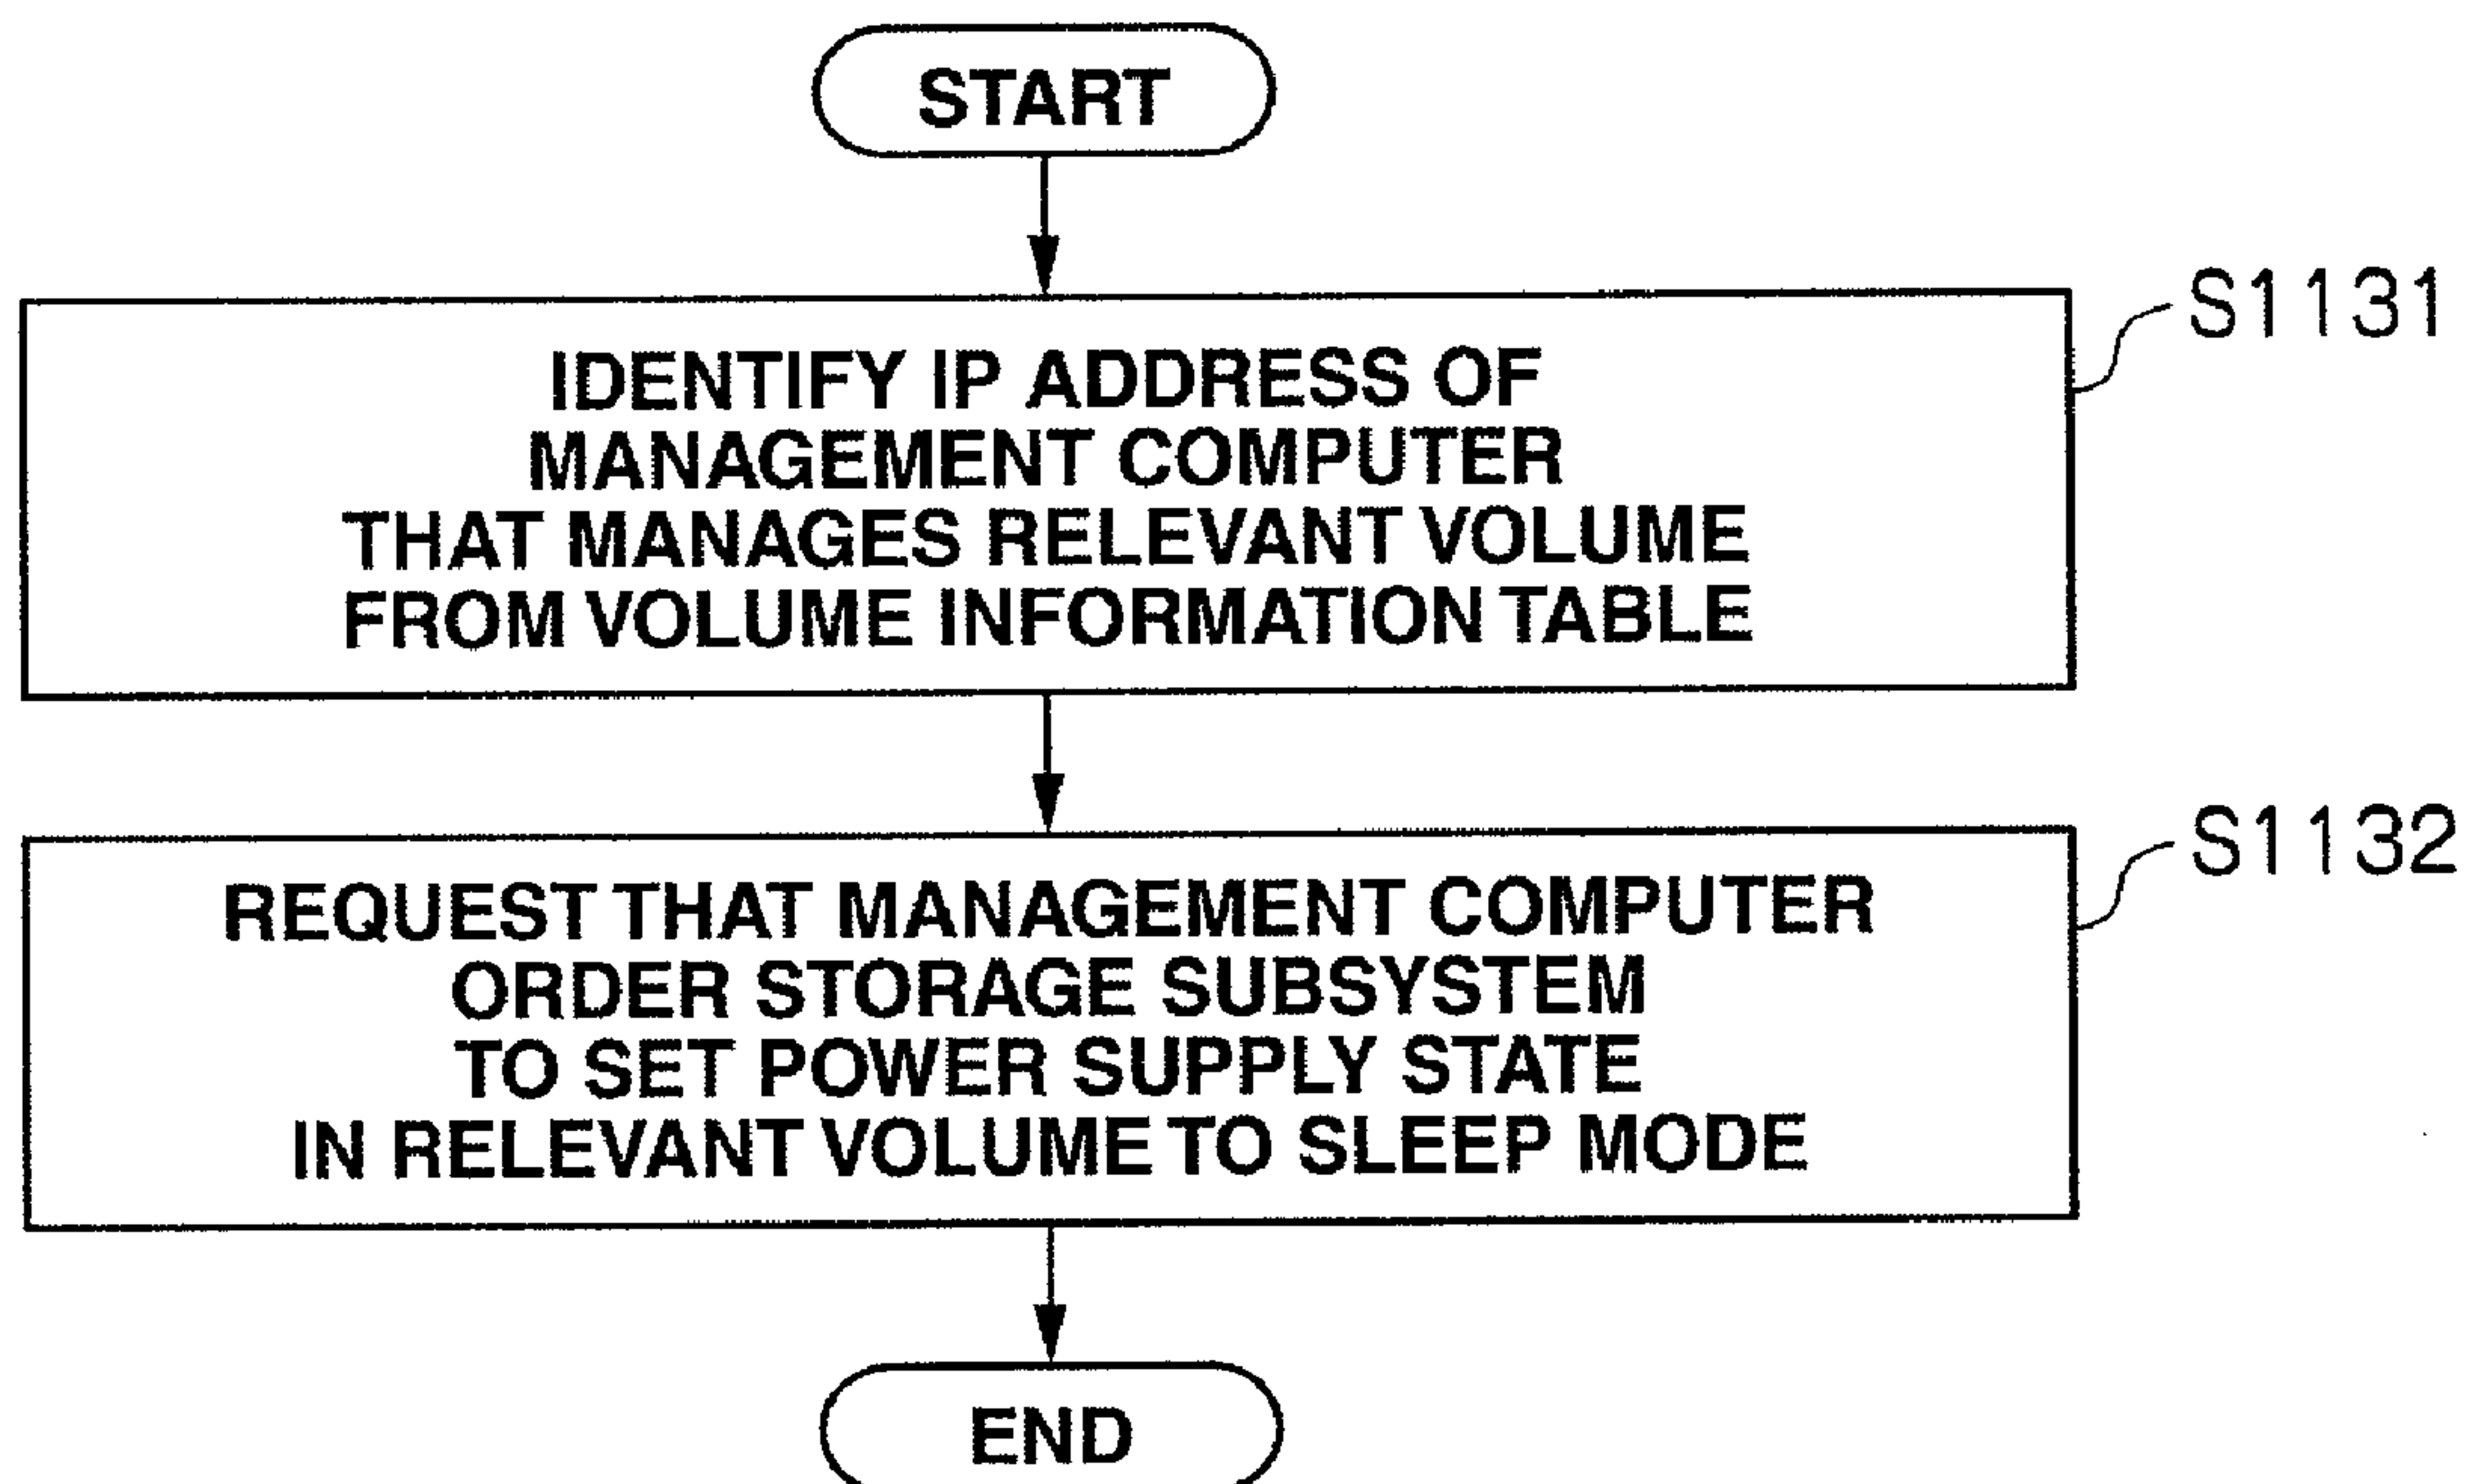 START
S1131
IDENTIFY IP ADDRESS OF
MANAGEMENT COMPUTER
THAT MANAGES RELEVANT VOLUME
FROM VOLUME INFORMATION TABLE
S1132
REQUEST THAT MANAGEMENT COMPUTER
ORDER STORAGE SUBSYSTEM
TO SET POWER SUPPLY STATE
IN RELEVANT VOLUME TO SLEEP MODE
END